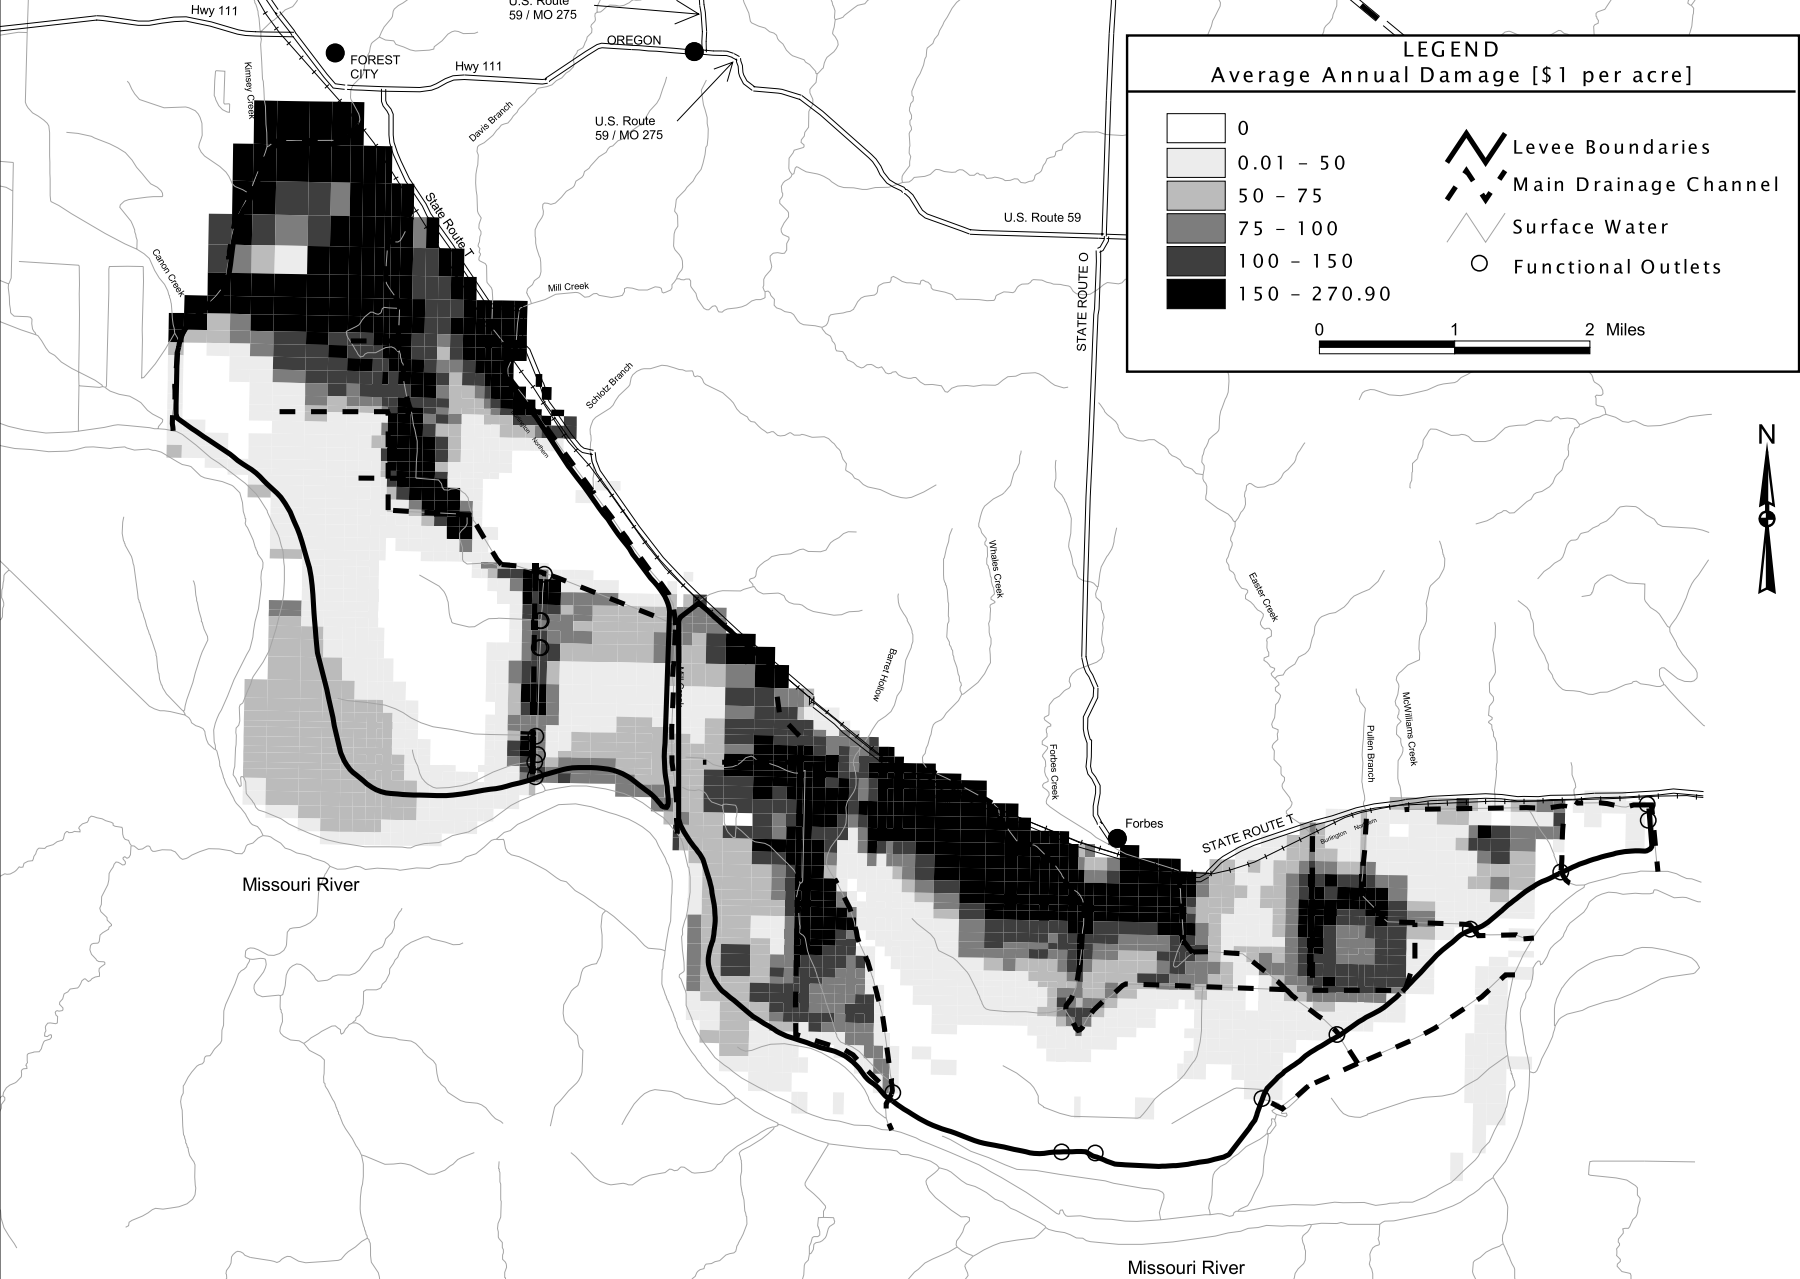 Hwy 111
U.S. Route
59 / MO 275
OREGON
FOREST
CITY
Hwy 111
Kimsey Creek
Davis Branch
U.S. Route
59 / MO 275
State Route T
U.S. Route 59
Canon Creek
Mill Creek
STATE ROUTE O
Schlotz Branch
Northern
Whales Creek
Easter Creek
Barret Hollow
Forbes Creek
Pullen Branch
McWilliams Creek
Forbes
STATE ROUTE T
Burlington Northern
Missouri River
Missouri River
LEGEND
Average Annual Damage [$1 per acre]
0
0.01 – 50
50 – 75
75 – 100
100 – 150
150 – 270.90
Levee Boundaries
Main Drainage Channel
Surface Water
Functional Outlets
0 1 2 Miles
N